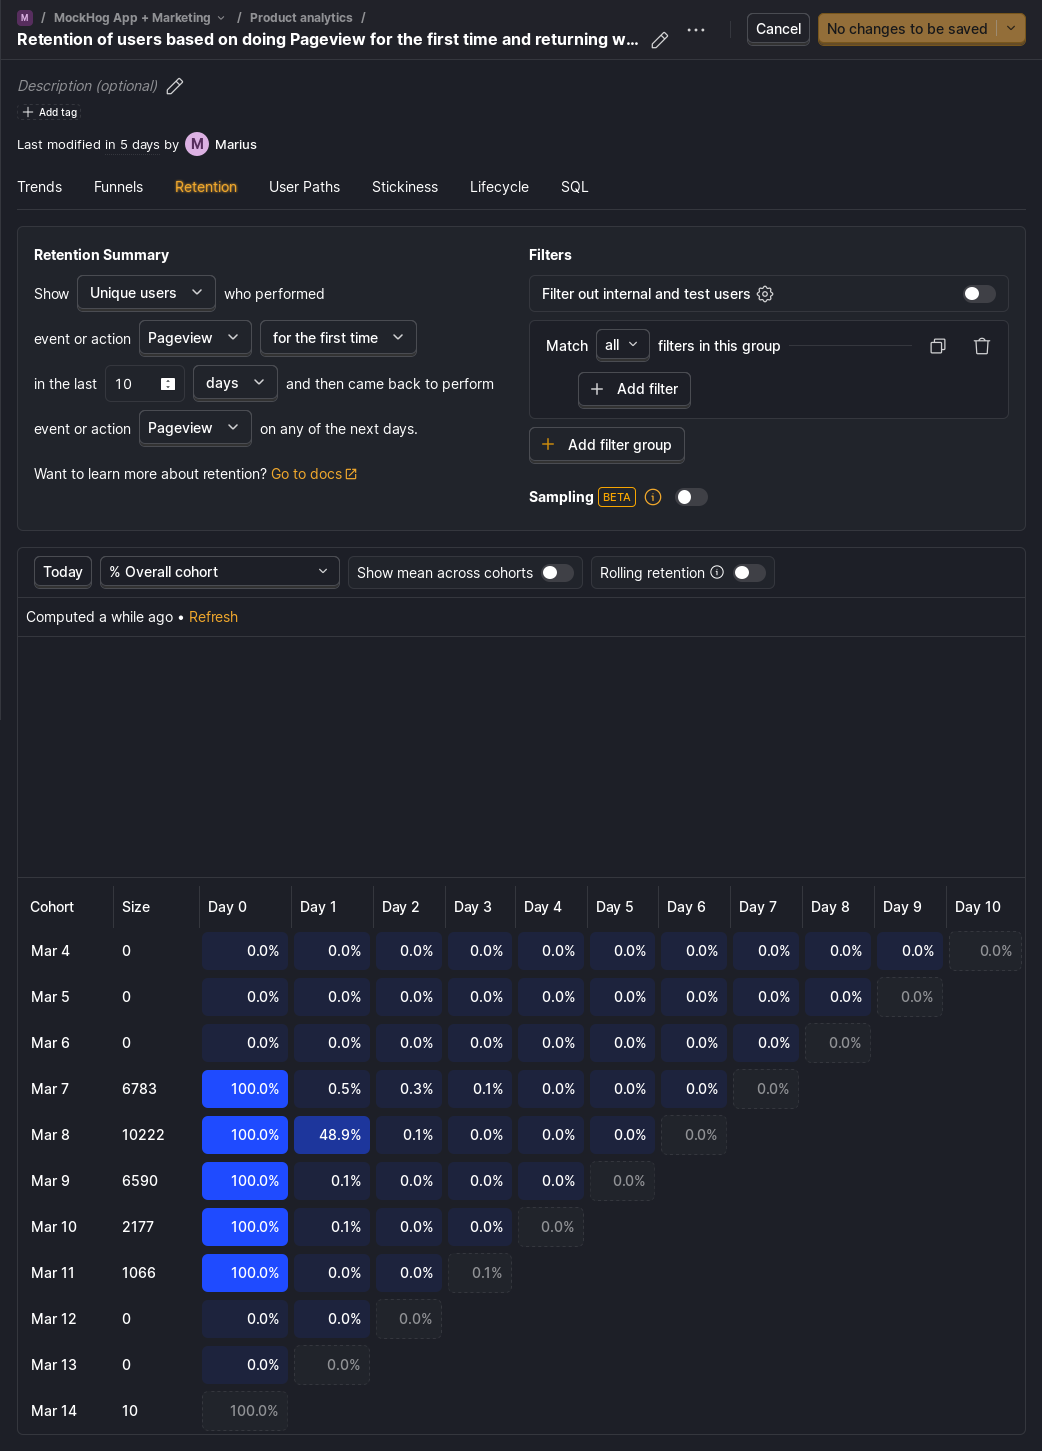 M / MockHog App + Marketing / Product analytics /
Retention of users based on doing Pageview for the first time and returning w...
Cancel
No changes to be saved
Description (optional)
Add tag
Last modified in 5 days by M Marius
Trends Funnels Retention User Paths Stickiness Lifecycle SQL
Retention Summary
Show Unique users who performed
event or action Pageview for the first time
in the last 10 days and then came back to perform
event or action Pageview on any of the next days.
Want to learn more about retention? Go to docs
Filters
Filter out internal and test users
Match all filters in this group
Add filter
Add filter group
Sampling BETA
Today % Overall cohort Show mean across cohorts Rolling retention
Computed a while ago • Refresh
Cohort Size Day 0 Day 1 Day 2 Day 3 Day 4 Day 5 Day 6 Day 7 Day 8 Day 9 Day 10
Mar 4 0 0.0% 0.0% 0.0% 0.0% 0.0% 0.0% 0.0% 0.0% 0.0% 0.0% 0.0%
Mar 5 0 0.0% 0.0% 0.0% 0.0% 0.0% 0.0% 0.0% 0.0% 0.0% 0.0%
Mar 6 0 0.0% 0.0% 0.0% 0.0% 0.0% 0.0% 0.0% 0.0% 0.0%
Mar 7 6783 100.0% 0.5% 0.3% 0.1% 0.0% 0.0% 0.0% 0.0%
Mar 8 10222 100.0% 48.9% 0.1% 0.0% 0.0% 0.0% 0.0%
Mar 9 6590 100.0% 0.1% 0.0% 0.0% 0.0% 0.0%
Mar 10 2177 100.0% 0.1% 0.0% 0.0% 0.0%
Mar 11 1066 100.0% 0.0% 0.0% 0.1%
Mar 12 0 0.0% 0.0% 0.0%
Mar 13 0 0.0% 0.0%
Mar 14 10 100.0%